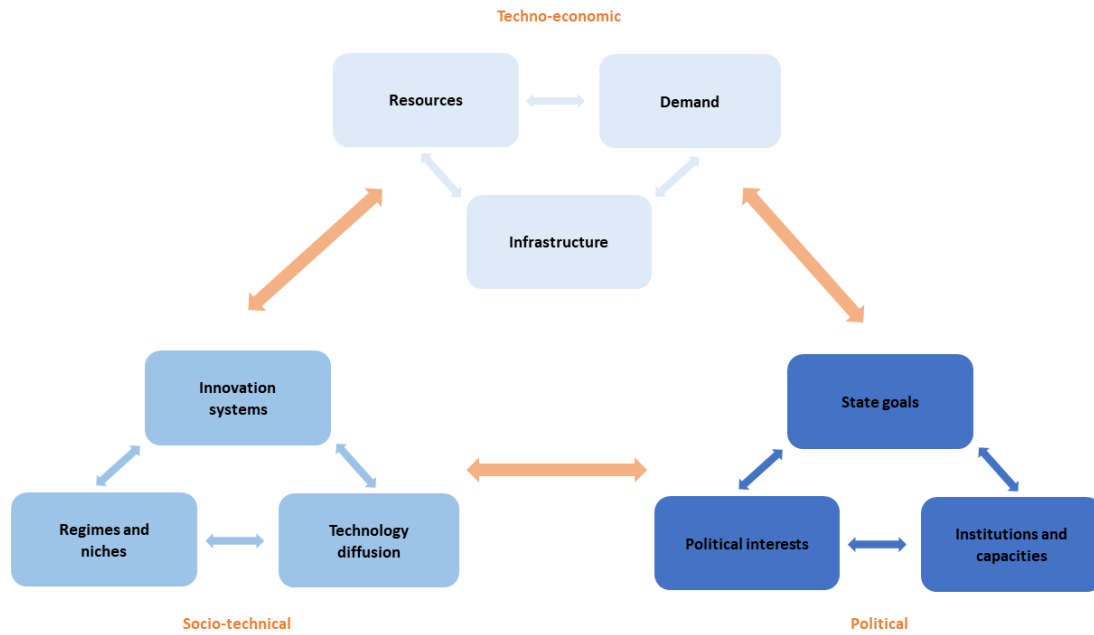 Techno-economic
Resources
Demand
Infrastructure
Innovation
systems
State goals
Regimes and
niches
Technology
diffusion
Political interests
Institutions and
capacities
Socio-technical
Political